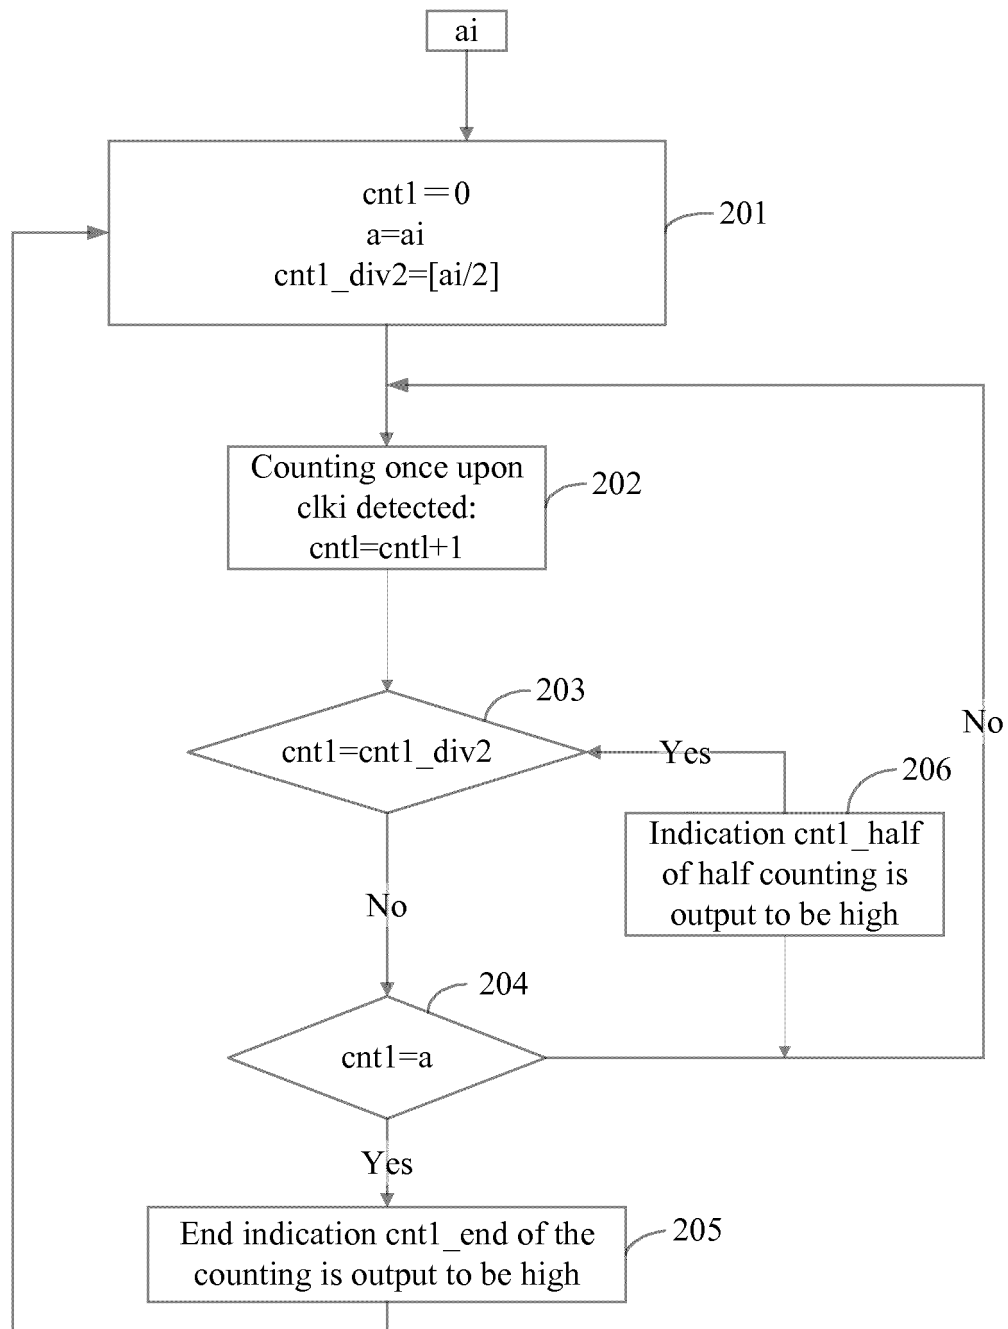 ai
cnt1=0
a=ai
cnt1_div2=[ai/2]
201
Counting once upon
clki detected:
cntl=cntl+1
202
203
cnt1=cnt1_div2
Yes
No
206
Indication cnt1_half
of half counting is
output to be high
No
204
cnt1=a
Yes
End indication cnt1_end of the
counting is output to be high
205